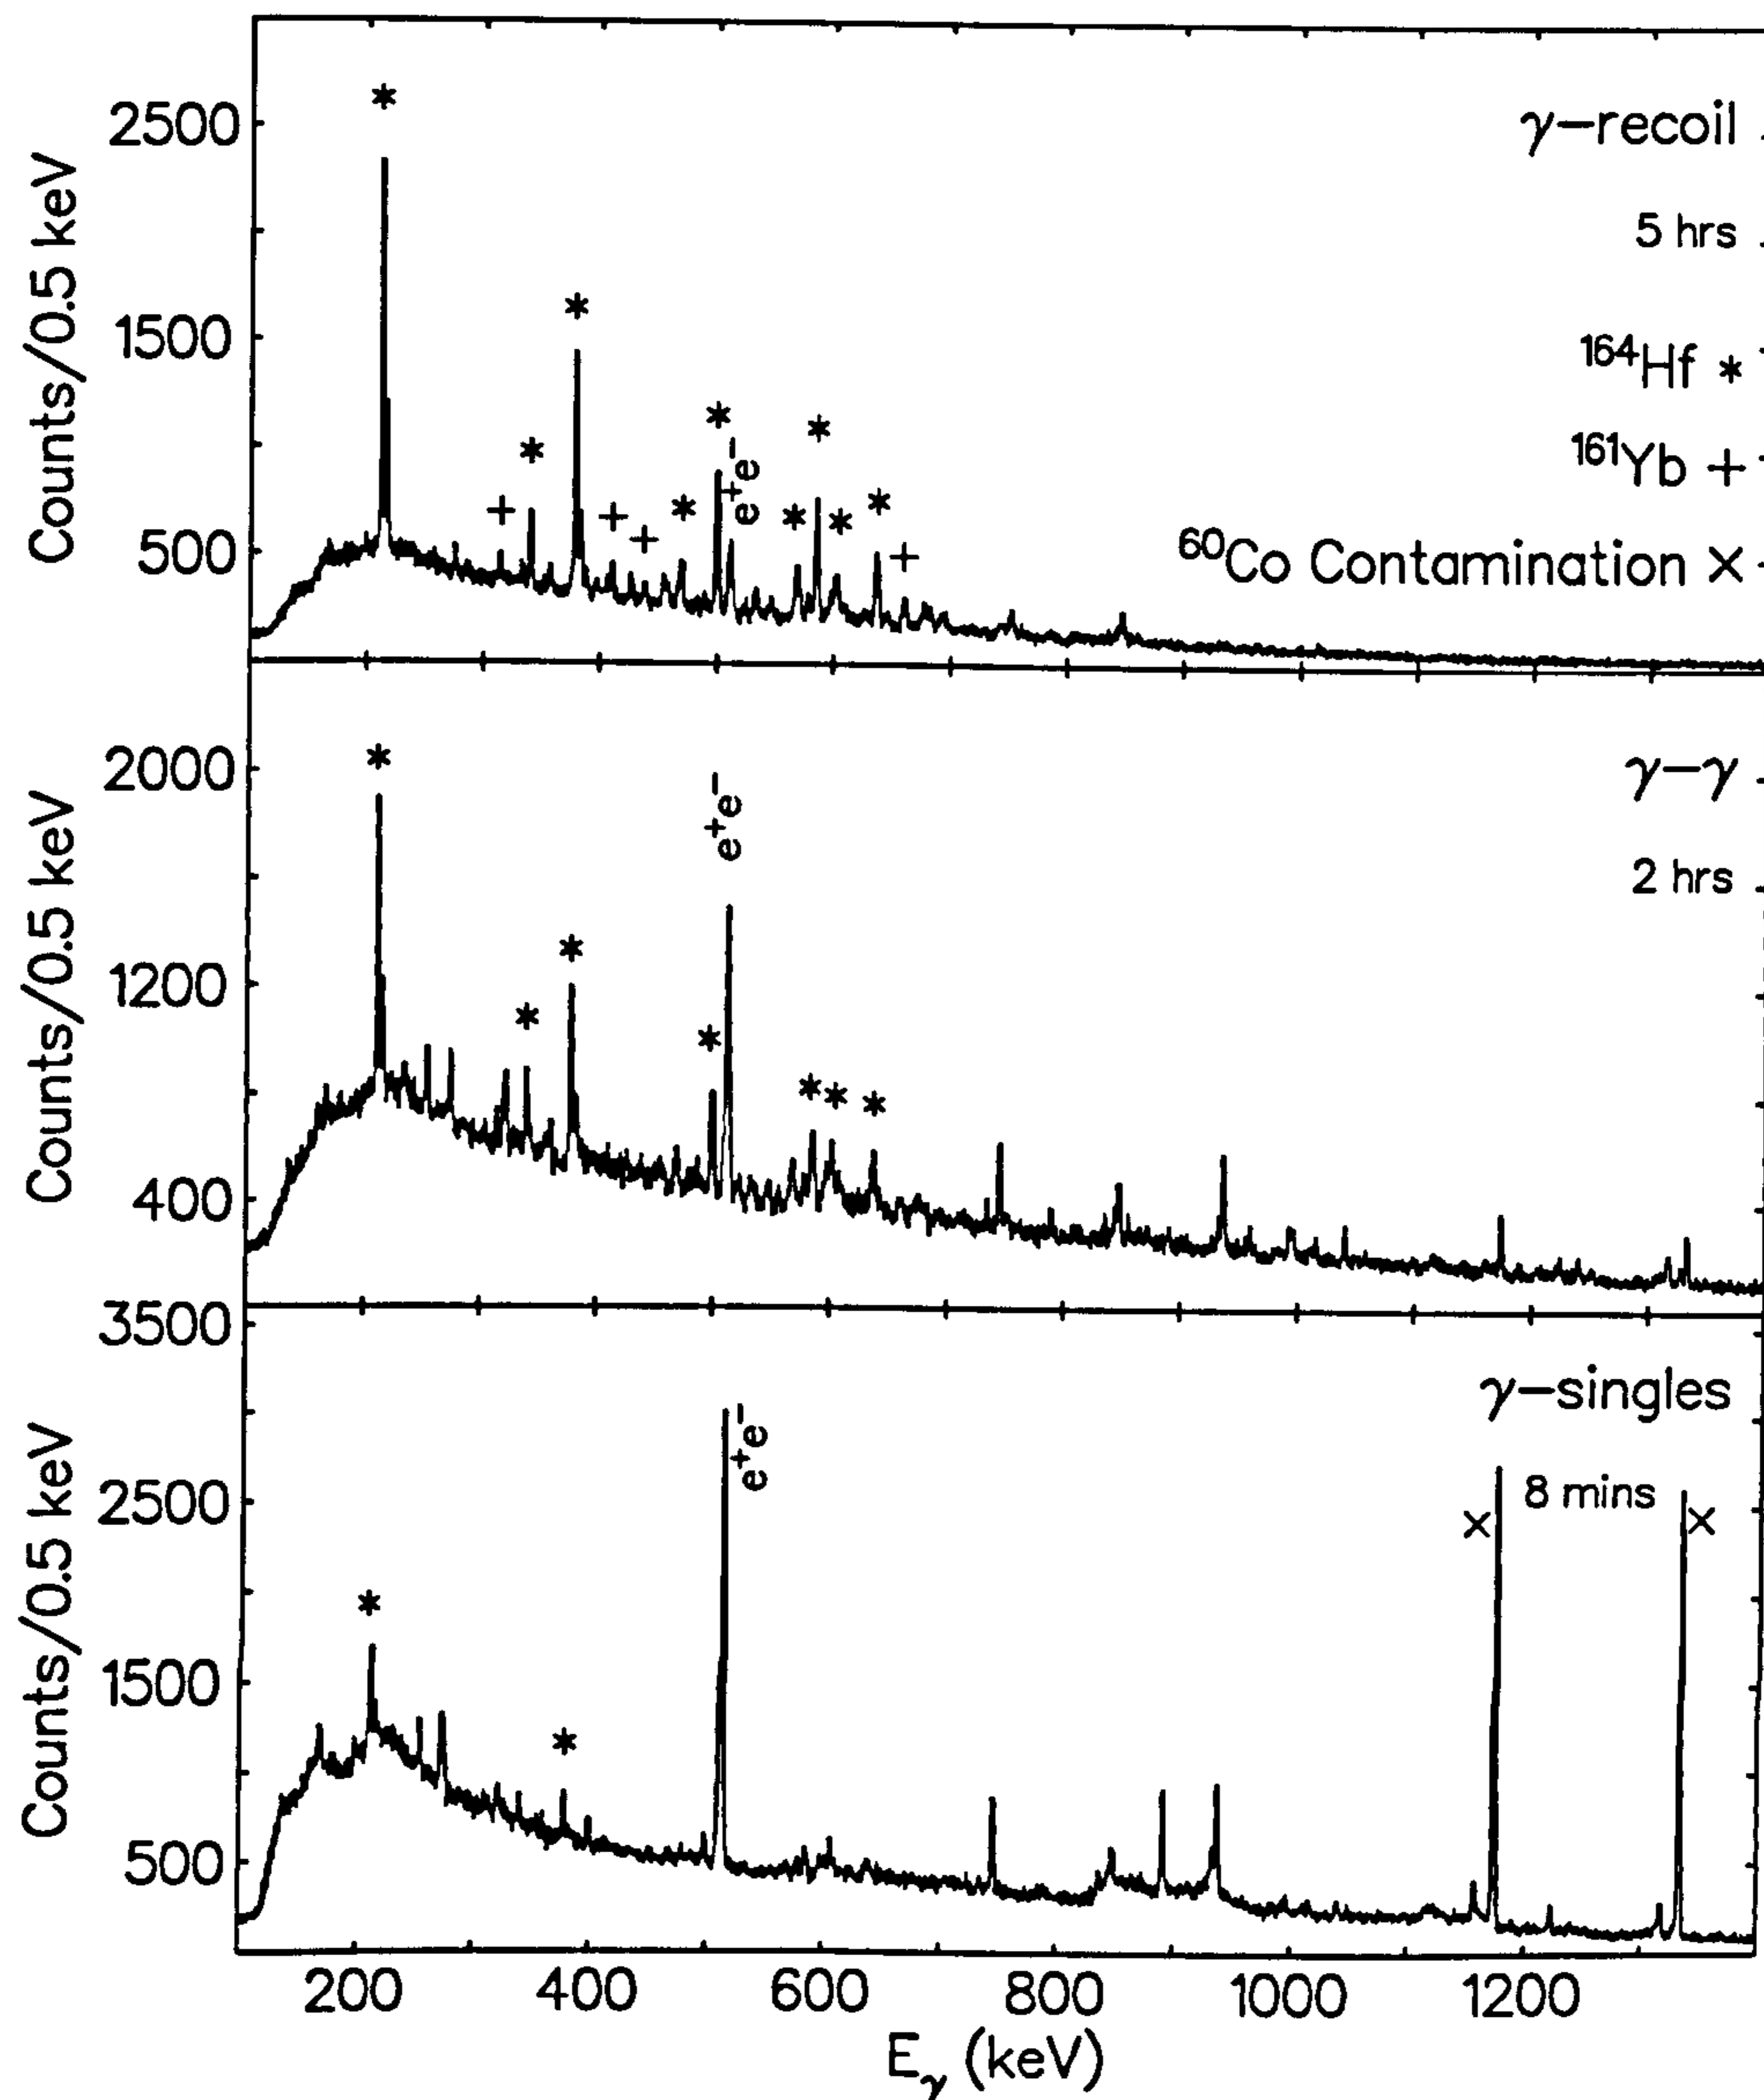 Counts/0.5 keV
2500
1500
500
γ-recoil
5 hrs
¹⁶⁴Hf *
¹⁶¹Yb +
⁶⁰Co Contamination ×
e⁺e⁻
Counts/0.5 keV
2000
1200
400
γ-γ
2 hrs
e⁺e⁻
Counts/0.5 keV
3500
2500
1500
500
γ-singles
8 mins
e⁺e⁻
200 400 600 800 1000 1200
Eγ (keV)